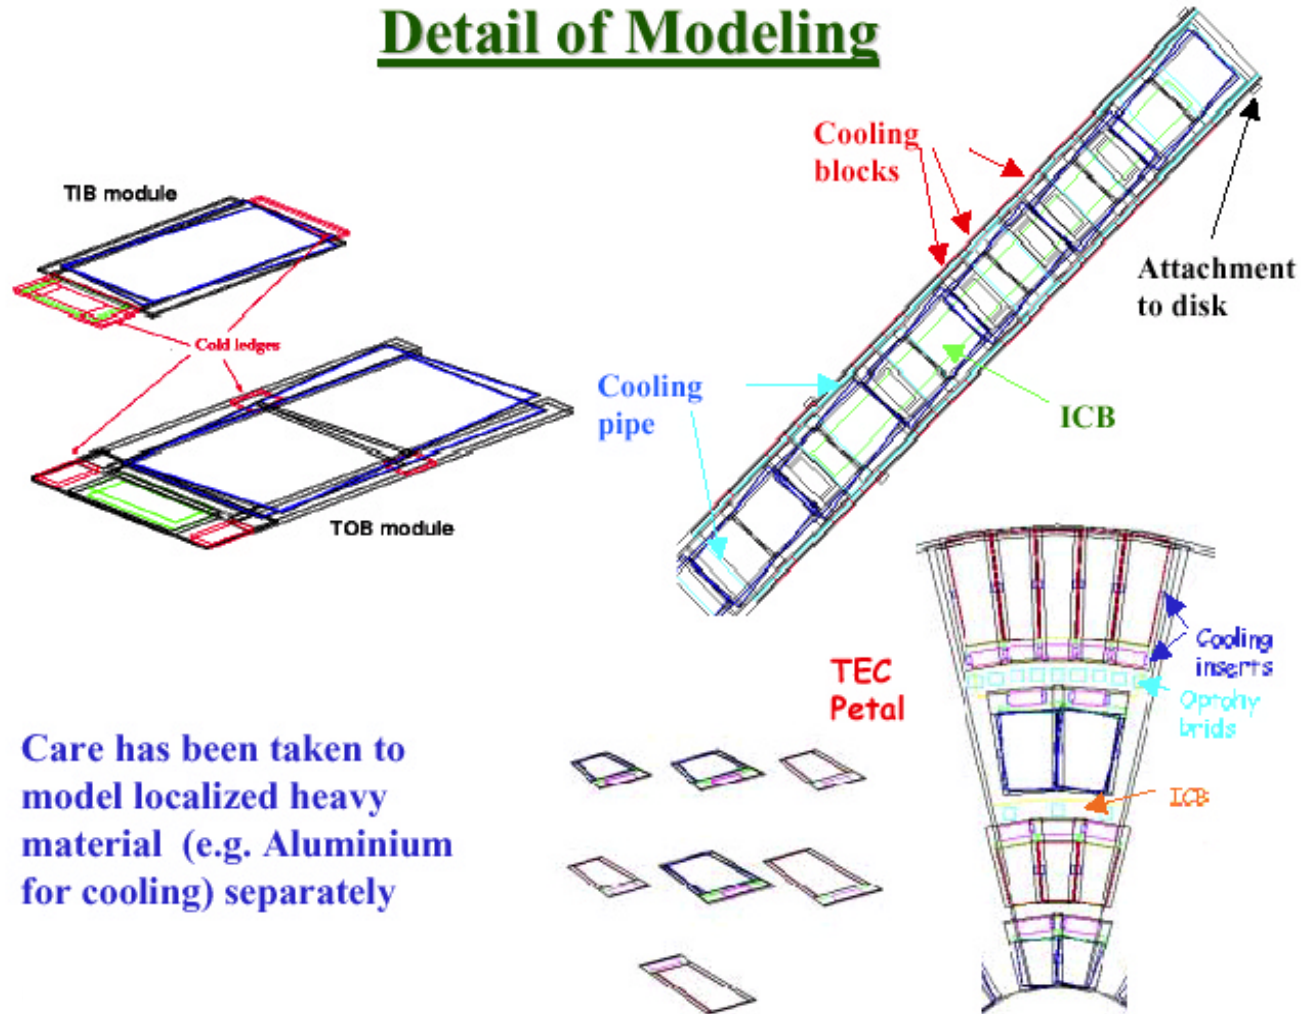 Detail of Modeling
TIB module
Cold ledges
TOB module
Cooling
blocks
Attachment
to disk
Cooling
pipe
ICB
TEC
Petal
Cooling
inserts
Optohy
brids
ICB
Care has been taken to
model localized heavy
material (e.g. Aluminium
for cooling) separately